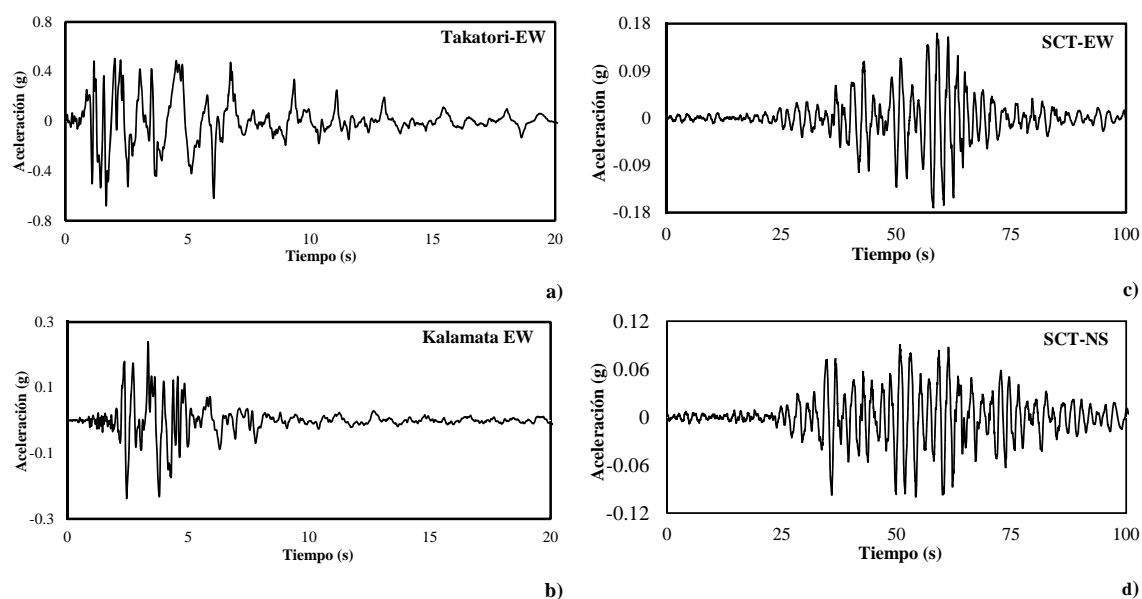 Takatori-EW
Aceleración (g)
0.8
0.4
0
-0.4
-0.8
0 5 10 15 20
Tiempo (s)
a)
Kalamata EW
Aceleración (g)
0.3
0.1
-0.1
-0.3
0 5 10 15 20
Tiempo (s)
b)
SCT-EW
Aceleración (g)
0.18
0.09
0
-0.09
-0.18
0 25 50 75 100
Tiempo (s)
c)
SCT-NS
Aceleración (g)
0.12
0.06
0
-0.06
-0.12
0 25 50 75 100
Tiempo (s)
d)